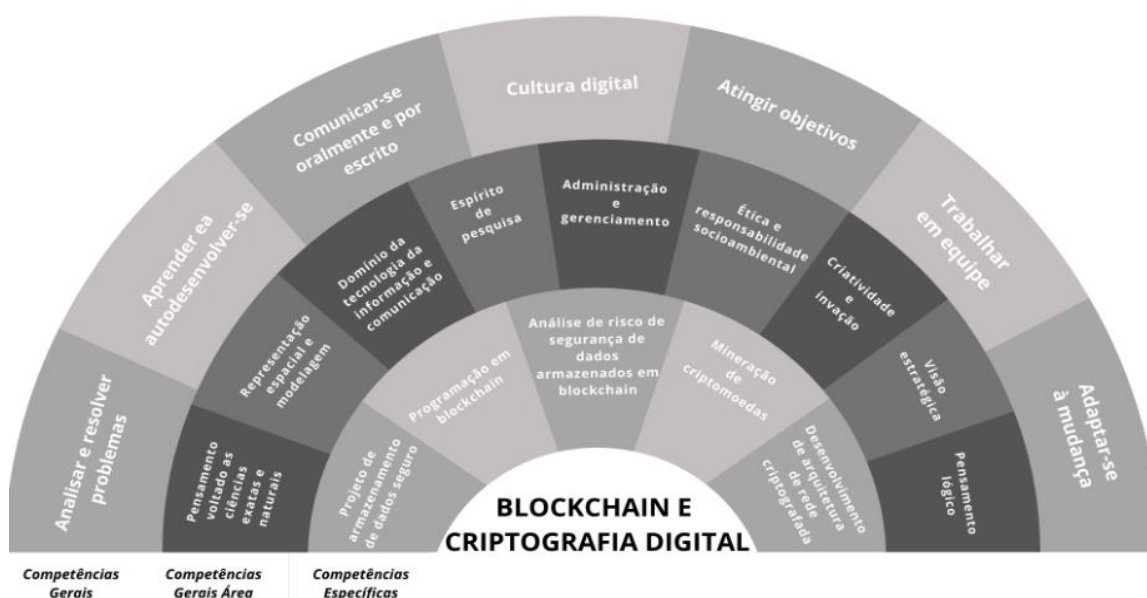 Analisar e resolver
problemas
Aprender ea
autodesenvolver-se
Comunicar-se
oralmente e por
escrito
Cultura digital
Atingir objetivos
Trabalhar
em equipe
Adaptar-se
à mudança
Pensamento
voltado as
ciências
exatas e
naturais
Representação
espacial e
modelagem
Domínio da
tecnologia da
informação e
comunicação
Espírito
de
pesquisa
Administração
e
gerenciamento
Ética e
responsabilidade
socioambiental
Criatividade
e
invação
Visão
estratégica
Pensamento
logico
Projeto de
armazenamento
de dados seguro
Programação em
blockchain
Análise de risco de
segurança de
dados
armazenados em
blockchain
Mineração
de
criptomoedas
Desenvolvimento
de arquitetura
de rede
criptografada
BLOCKCHAIN E
CRIPTOGRAFIA DIGITAL
Competências
Gerais
Competências
Gerais Área
Competências
Específicas